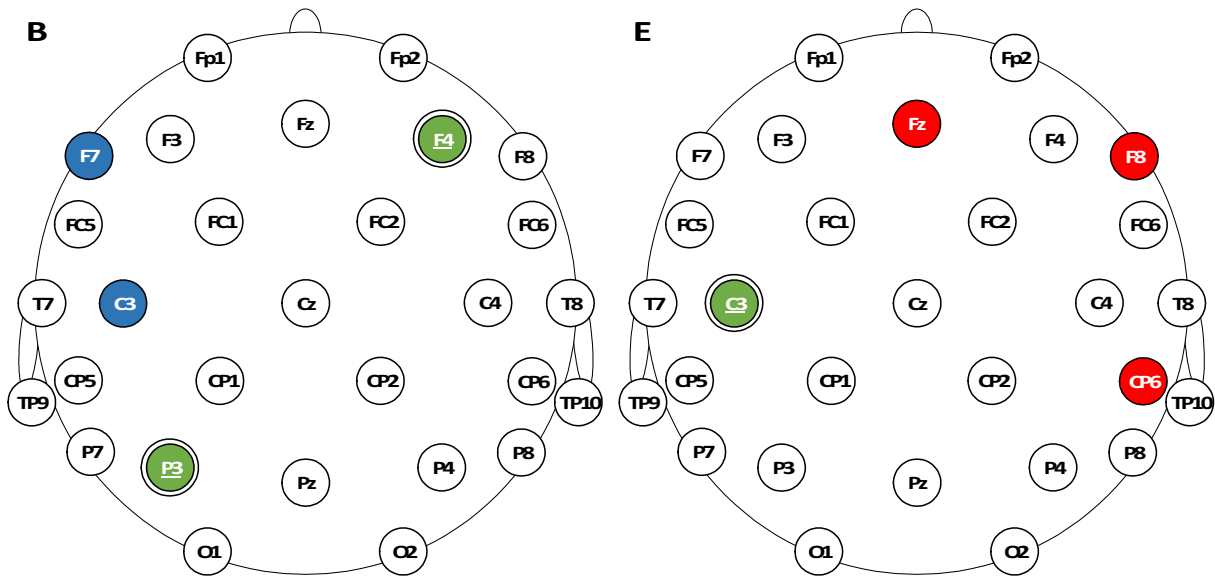 B
Fp1 Fp2
F7 F3 Fz F4 F8
FC5 FC1 FC2 FC6
T7 C3 Cz C4 T8
CP5 CP1 CP2 CP6
TP9 TP10
P7 P3 Pz P4 P8
O1 O2
E
Fp1 Fp2
F7 F3 Fz F4 F8
FC5 FC1 FC2 FC6
T7 C3 Cz C4 T8
CP5 CP1 CP2 CP6
TP9 TP10
P7 P3 Pz P4 P8
O1 O2